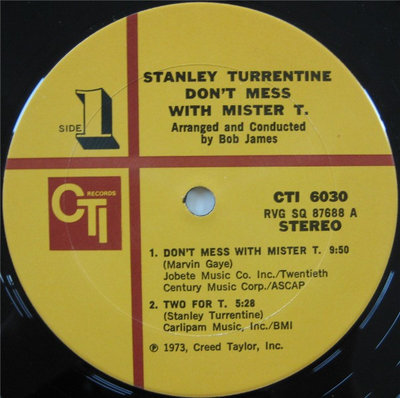 STANLEY TURRENTINE
DON'T MESS
WITH MISTER T.
Arranged and Conducted
by Bob James
SIDE 1
CTI RECORDS
CTI 6030
RVG SQ 87688 A
STEREO
1. DON'T MESS WITH MISTER T. 9:50
(Marvin Gaye)
Jobete Music Co. Inc./Twentieth
Century Music Corp./ASCAP
2. TWO FOR T. 5:28
(Stanley Turrentine)
Carlipam Music, Inc./BMI
℗ 1973, Creed Taylor, Inc.